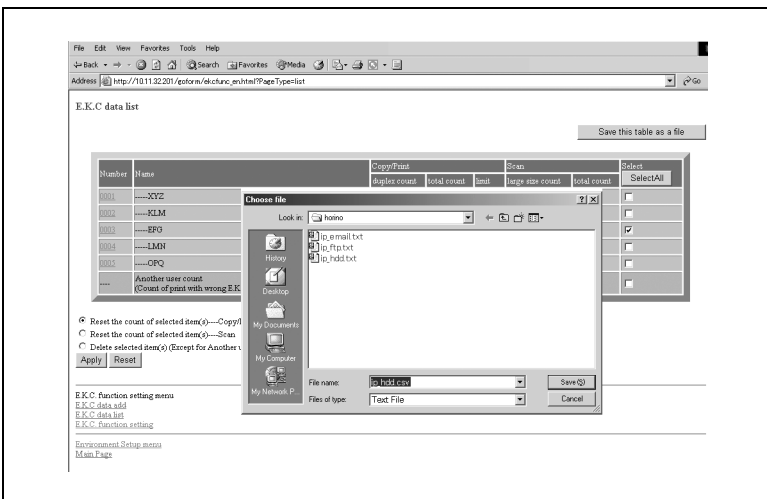 File Edit View Favorites Tools Help
Back Search Favorites Media
Address http://10.11.32.201/goform/ekcfunc_en.html?PageType=list Go
E.K.C data list
Save this table as a file
Number Name Copy/Print Scan Select
duplex count total count limit large size count total count SelectAll
0001 -----XYZ
0002 -----KLM
0003 -----EFG
0004 -----LMN
0005 -----OPQ
---- Another user count
(Count of print with wrong E.K
Choose file
Look in: horino
History
Desktop
My Documents
My Computer
My Network P...
ip_email.txt
ip_ftp.txt
ip_hdd.txt
File name: ip_hdd.csv Save(S)
Files of type: Text File Cancel
Reset the count of selected item(s)----Copy/
Reset the count of selected item(s)----Scan
Delete selected item(s) (Except for Another u
Apply Reset
E.K.C. function setting menu
E.K.C data add
E.K.C data list
E.K.C. function setting
Environment Setup menu
Main Page